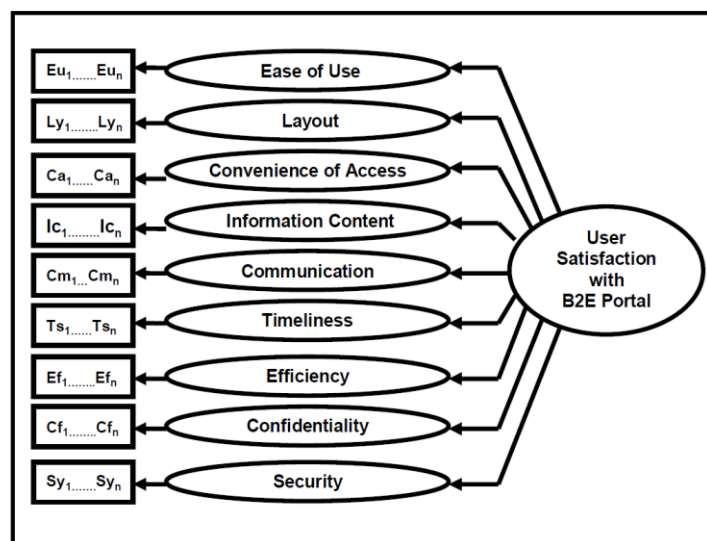 Eu1.......Eun
Ease of Use
Ly1........Lyn
Layout
Ca1......Can
Convenience of Access
Ic1.........Icn
Information Content
Cm1...Cmn
Communication
Ts1......Tsn
Timeliness
Ef1........Efn
Efficiency
Cf1........Cfn
Confidentiality
Sy1.......Syn
Security
User
Satisfaction
with
B2E Portal